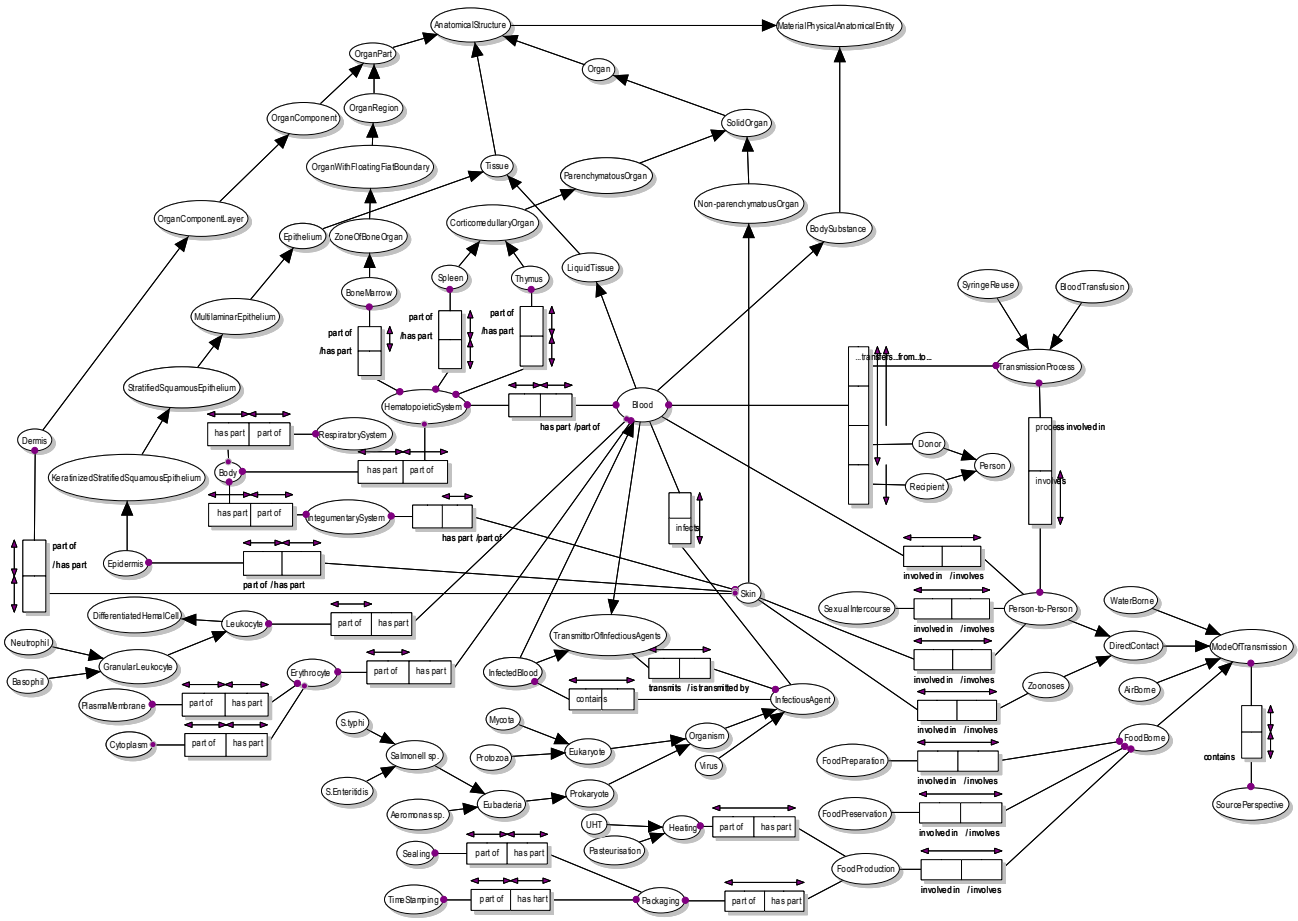 AnatomicalStructure
MaterialPhysicalAnatomicalEntity
OrganPart
Organ
OrganComponent
OrganRegion
SolidOrgan
OrganWithFloatingFiatBoundary
Tissue
ParenchymatousOrgan
Non-parenchymatousOrgan
OrganComponentLayer
Epithelium
ZoneOfBoneOrgan
CorticomedullaryOrgan
BodySubstance
LiquidTissue
Spleen
Thymus
BoneMarrow
SyringeReuse
BloodTransfusion
MultilaminarEpithelium
part of
/has part
part of
/has part
part of
/has part
...transfers...from..to...
TransmissionProcess
StratifiedSquamousEpithelium
HematopoieticSystem
Blood
has part /part of
has part
part of
RespiratorySystem
process involved in
involves
Dermis
Donor
Person
Recipient
Body
has part
part of
KeratinizedStratifiedSquamousEpithelium
has part
part of
IntegumentarySystem
has part /part of
infects
part of
/ has part
Epidermis
part of / has part
involved in / involves
Skin
DifferentiatedHemalCell
Leukocyte
part of
has part
SexualIntercourse
involved in / involves
Person-to-Person
WaterBorne
Neutrophil
GranularLeukocyte
Basophil
TransmittorOfInfectiousAgents
involved in / involves
DirectContact
ModeOfTransmission
Erythrocyte
part of
has part
InfectedBlood
transmits / is transmitted by
Zoonoses
AirBorne
contains
InfectiousAgent
PlasmaMembrane
part of
has part
involved in / involves
Cytoplasm
part of
has part
S.typhi
Mycota
Organism
FoodBorne
Salmonell sp.
Protozoa
Eukaryote
Virus
FoodPreparation
involved in / involves
contains
S.Enteritidis
Prokaryote
Eubacteria
Aeromonas sp.
FoodPreservation
involved in / involves
SourcePerspective
UHT
Heating
part of
has part
Pasteurisation
Sealing
part of
has part
FoodProduction
involved in / involves
TimeStamping
part of
has hart
Packaging
part of
has part